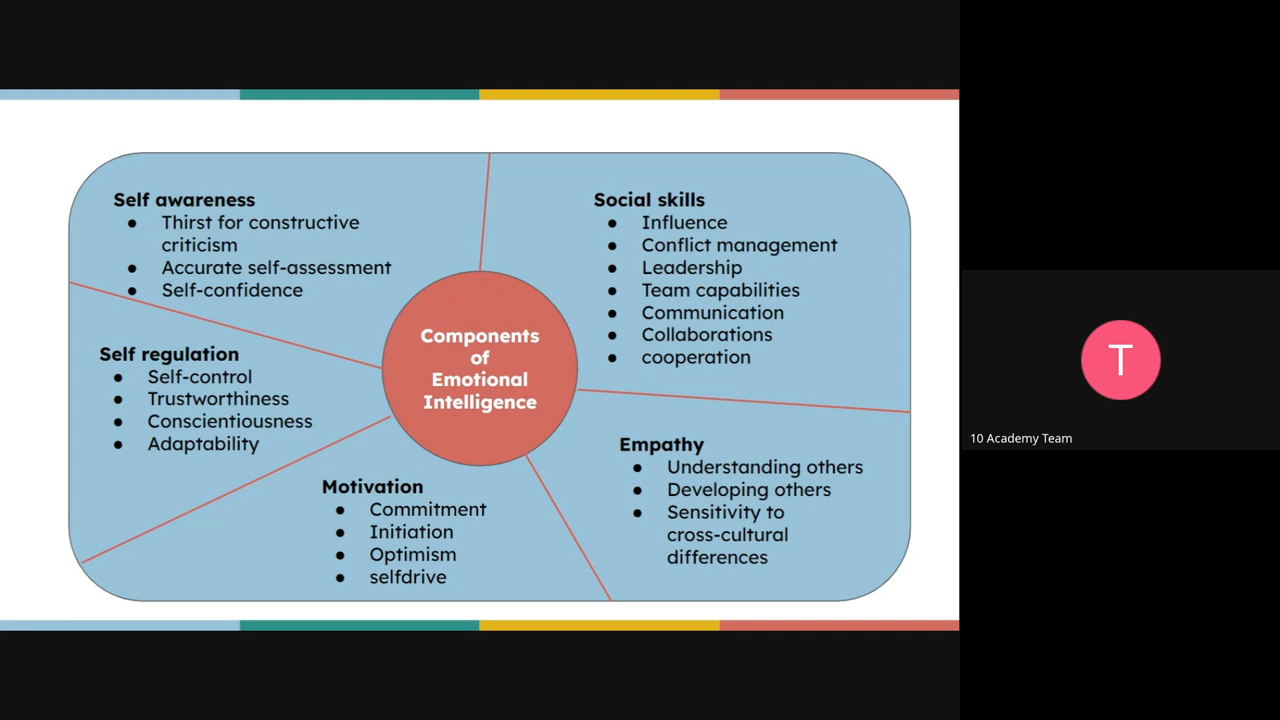 Self awareness
● Thirst for constructive
criticism
● Accurate self-assessment
● Self-confidence
Self regulation
● Self-control
● Trustworthiness
● Conscientiousness
● Adaptability
Components
of
Emotional
Intelligence
Motivation
● Commitment
● Initiation
● Optimism
● selfdrive
Social skills
● Influence
● Conflict management
● Leadership
● Team capabilities
● Communication
● Collaborations
● cooperation
Empathy
● Understanding others
● Developing others
● Sensitivity to
cross-cultural
differences
T
10 Academy Team